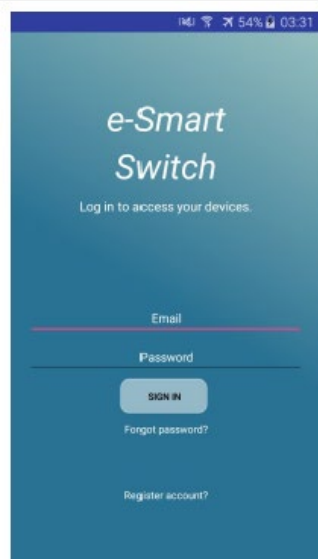 54% 03:31
e-Smart
Switch
Log in to access your devices.
Email
Password
SIGN IN
Forgot password?
Register account?